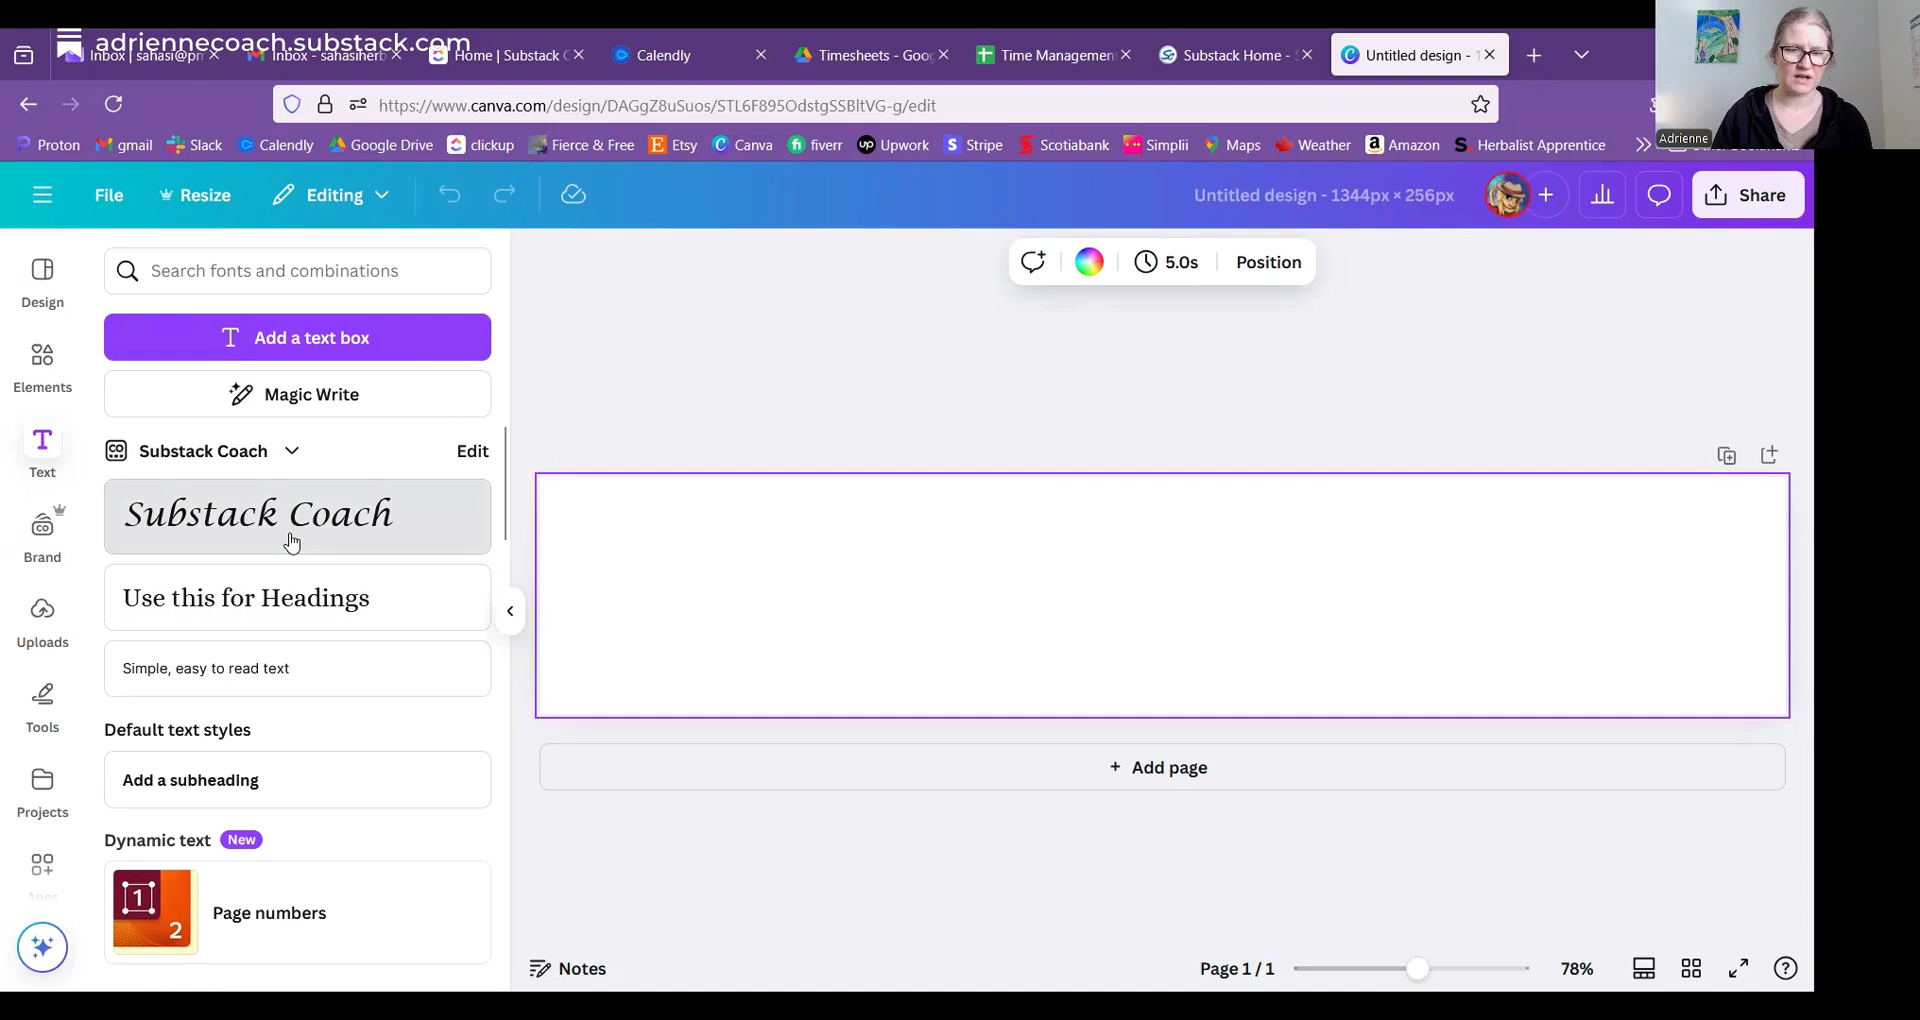 adriennecoach.substack.com
Inbox | sahasi@pm
Inbox - sahasiherb
Home | Substack C
Calendly
Timesheets - Goog
Time Management
Substack Home -
Untitled design - 1
https://www.canva.com/design/DAGgZ8uSuos/STL6F895OdstgSSBltVG-g/edit
Adrienne
Proton
gmail
Slack
Calendly
Google Drive
clickup
Fierce & Free
Etsy
Canva
fiverr
Upwork
Stripe
Scotiabank
Simplii
Maps
Weather
Amazon
Herbalist Apprentice
File
Resize
Editing
Untitled design - 1344px × 256px
Share
Design
Elements
Text
Brand
Uploads
Tools
Projects
Apps
Search fonts and combinations
Add a text box
Magic Write
Substack Coach
Edit
Substack Coach
Use this for Headings
Simple, easy to read text
Default text styles
Add a subheading
Dynamic text New
1
2
Page numbers
5.0s
Position
+ Add page
Notes
Page 1 / 1
78%